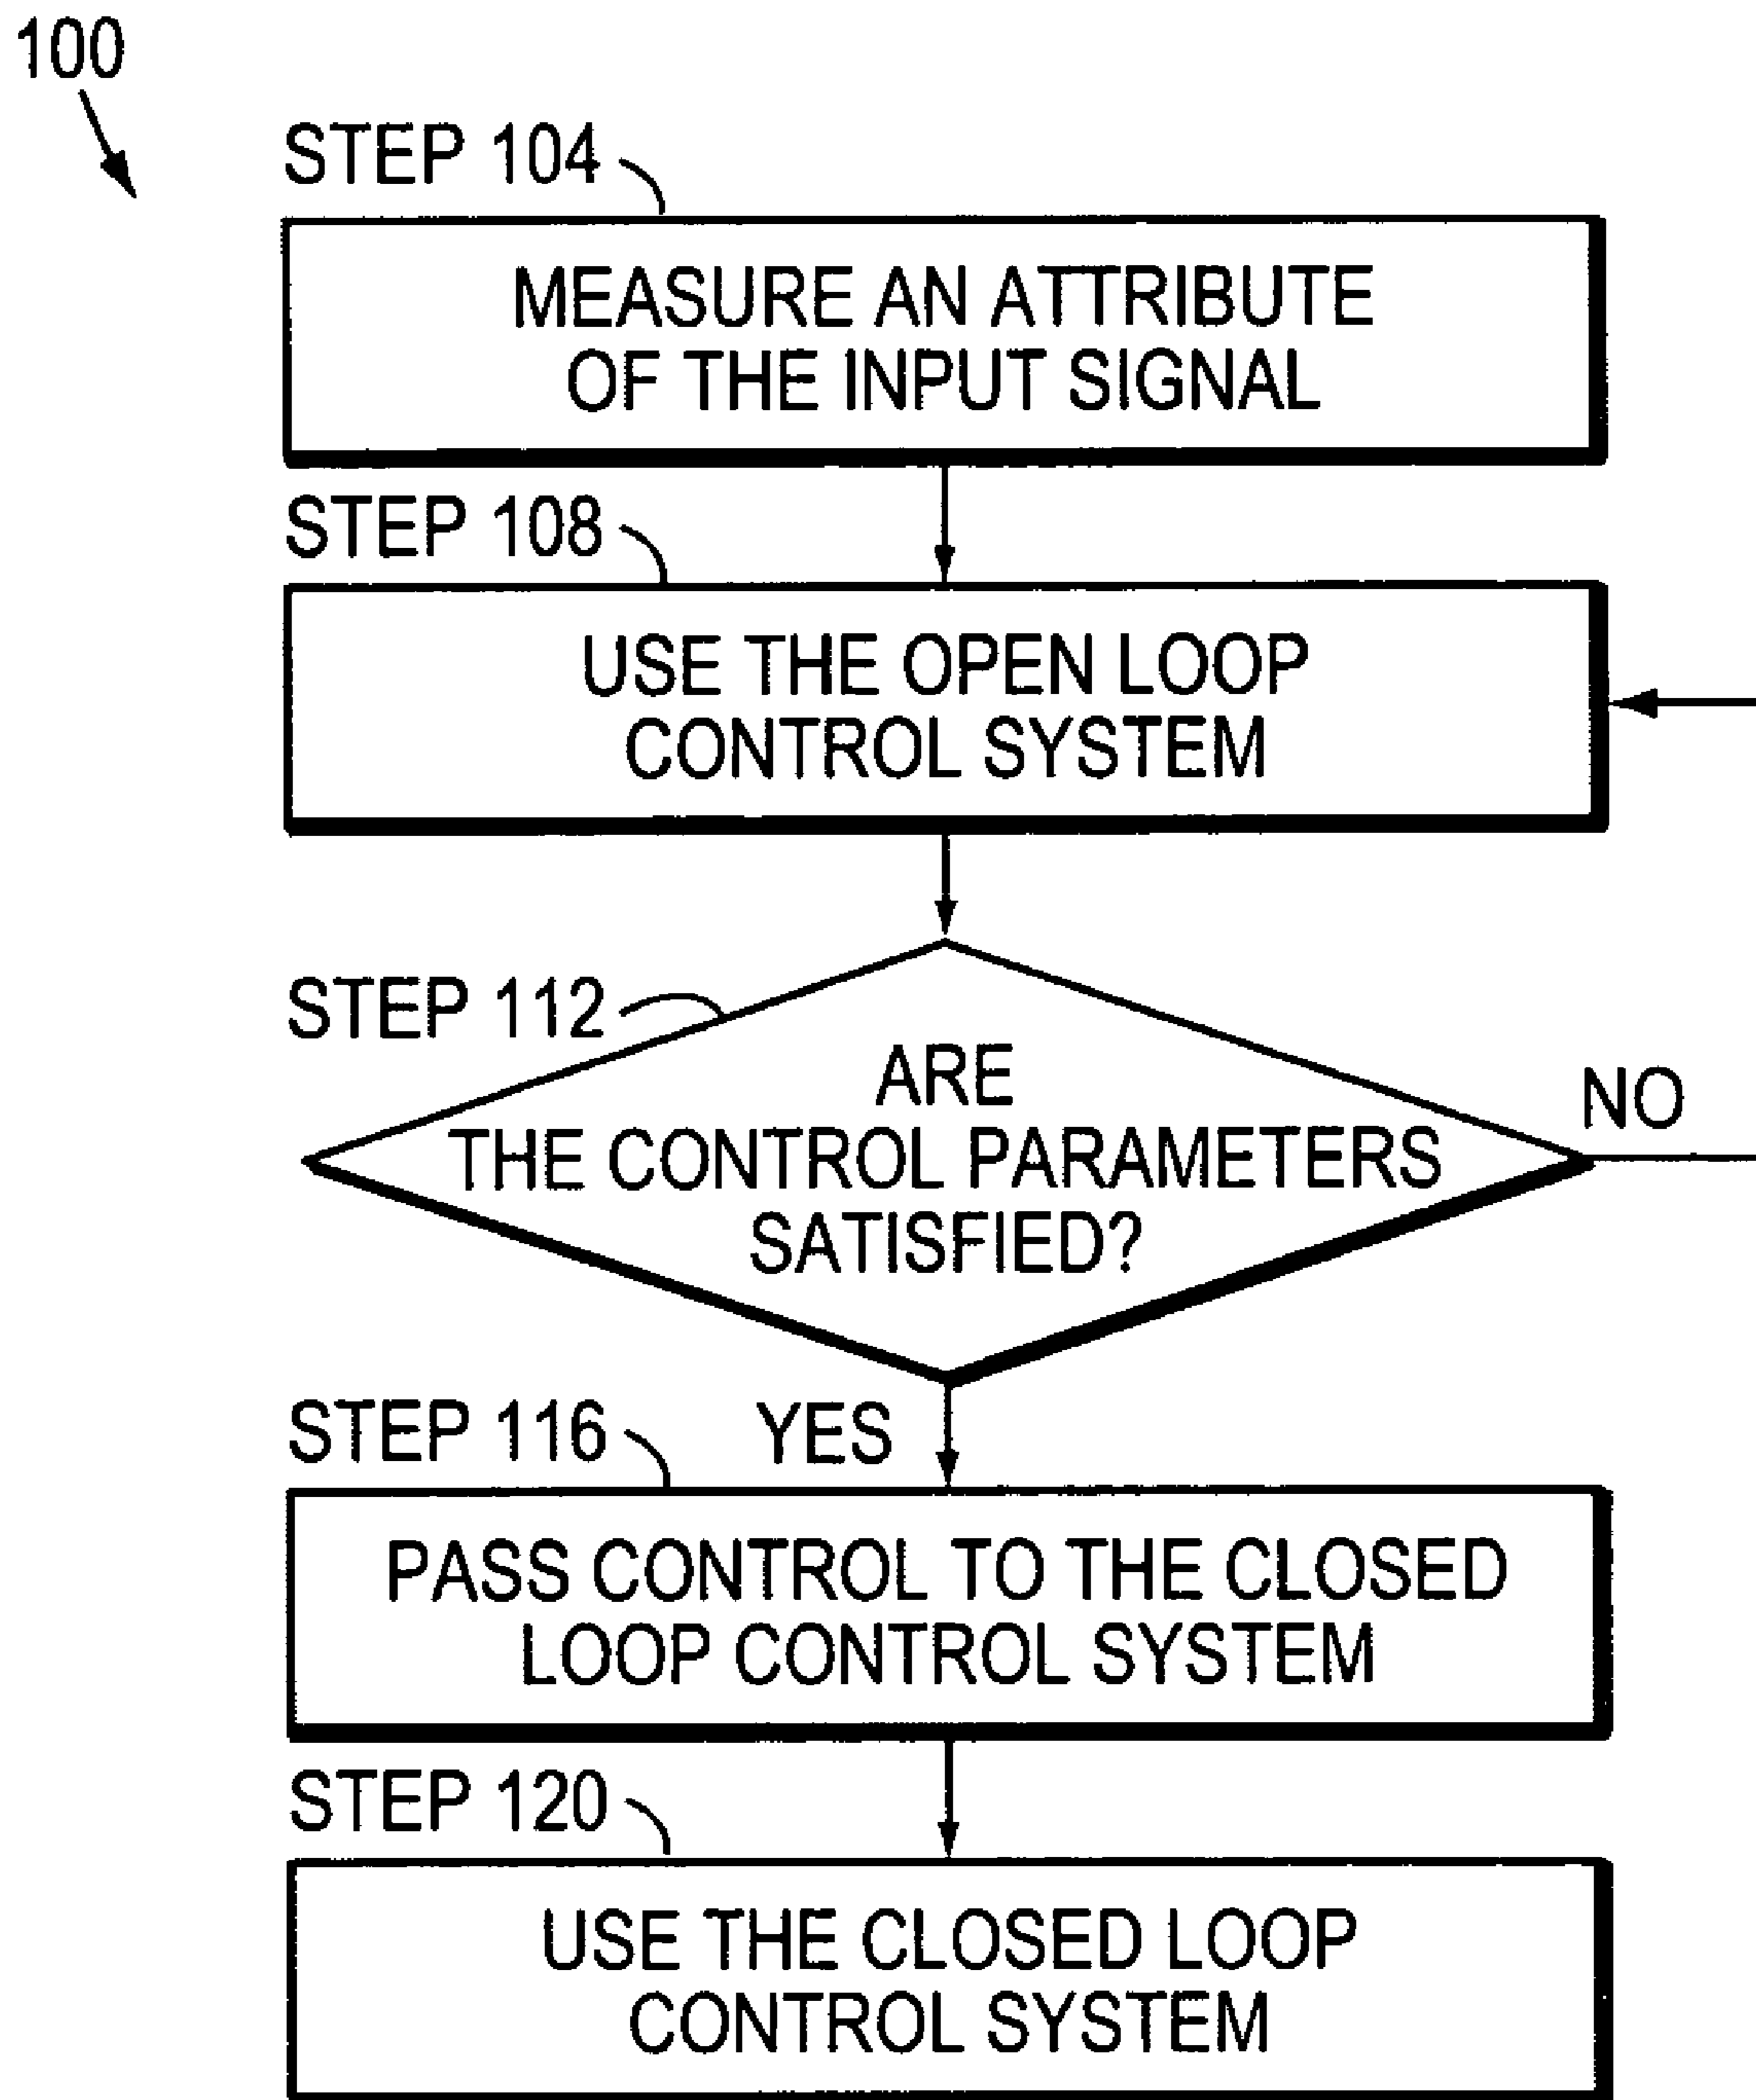 100
STEP 104
MEASURE AN ATTRIBUTE
OF THE INPUT SIGNAL
STEP 108
USE THE OPEN LOOP
CONTROL SYSTEM
STEP 112
ARE
THE CONTROL PARAMETERS
SATISFIED?
NO
STEP 116
YES
PASS CONTROL TO THE CLOSED
LOOP CONTROL SYSTEM
STEP 120
USE THE CLOSED LOOP
CONTROL SYSTEM